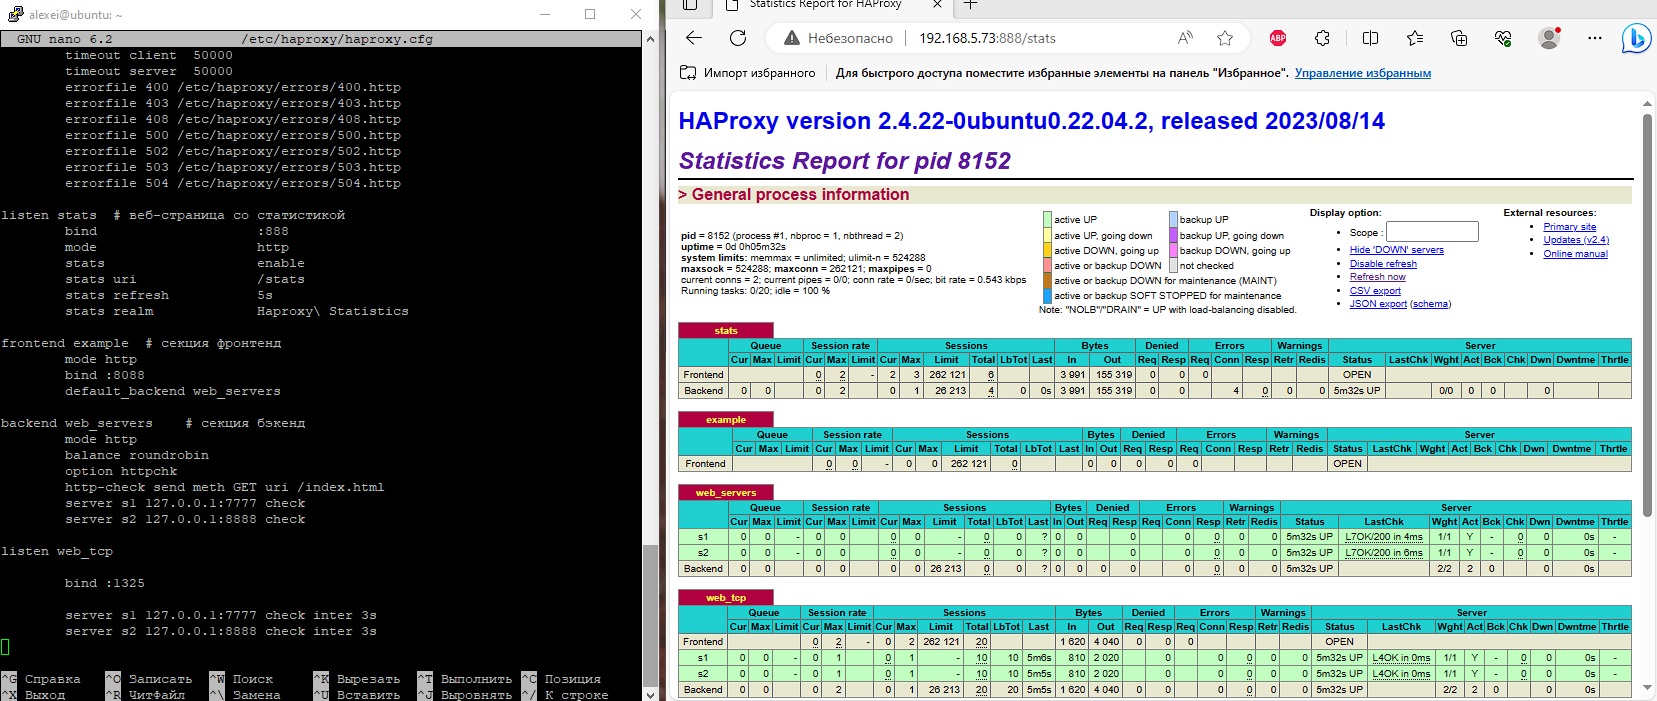 alexei@ubuntu: ~
GNU nano 6.2 /etc/haproxy/haproxy.cfg
timeout client 50000
timeout server 50000
errorfile 400 /etc/haproxy/errors/400.http
errorfile 403 /etc/haproxy/errors/403.http
errorfile 408 /etc/haproxy/errors/408.http
errorfile 500 /etc/haproxy/errors/500.http
errorfile 502 /etc/haproxy/errors/502.http
errorfile 503 /etc/haproxy/errors/503.http
errorfile 504 /etc/haproxy/errors/504.http
listen stats # веб-страница со статистикой
bind :888
mode http
stats enable
stats uri /stats
stats refresh 5s
stats realm Haproxy\ Statistics
frontend example # секция фронтенд
mode http
bind :8088
default_backend web_servers
backend web_servers # секция бэкенд
mode http
balance roundrobin
option httpchk
http-check send meth GET uri /index.html
server s1 127.0.0.1:7777 check
server s2 127.0.0.1:8888 check
listen web_tcp
bind :1325
server s1 127.0.0.1:7777 check inter 3s
server s2 127.0.0.1:8888 check inter 3s
^G Справка ^O Записать ^W Поиск ^K Вырезать ^T Выполнить ^C Позиция
^X Выход ^R ЧитФайл ^\ Замена ^U Вставить ^J Выровнять ^/ К строке
Statistics Report for HAProxy
Небезопасно 192.168.5.73:888/stats
ABP
Импорт избранного Для быстрого доступа поместите избранные элементы на панель "Избранное". Управление избранным
HAProxy version 2.4.22-0ubuntu0.22.04.2, released 2023/08/14
Statistics Report for pid 8152
> General process information
pid = 8152 (process #1, nbproc = 1, nbthread = 2)
uptime = 0d 0h05m32s
system limits: memmax = unlimited; ulimit-n = 524288
maxsock = 524288; maxconn = 262121; maxpipes = 0
current conns = 2; current pipes = 0/0; conn rate = 0/sec; bit rate = 0.543 kbps
Running tasks: 0/20; idle = 100 %
active UP backup UP
active UP, going down backup UP, going down
active DOWN, going up backup DOWN, going up
active or backup DOWN not checked
active or backup DOWN for maintenance (MAINT)
active or backup SOFT STOPPED for maintenance
Note: "NOLB"/"DRAIN" = UP with load-balancing disabled.
Display option:
Scope :
Hide 'DOWN' servers
Disable refresh
Refresh now
CSV export
JSON export (schema)
External resources:
Primary site
Updates (v2.4)
Online manual
stats
Queue Session rate Sessions Bytes Denied Errors Warnings Server
Cur Max Limit Cur Max Limit Cur Max Limit Total LbTot Last In Out Req Resp Req Conn Resp Retr Redis Status LastChk Wght Act Bck Chk Dwn Dwntme Thrtle
Frontend 0 2 - 2 3 262 121 6 3 991 155 319 0 0 0 OPEN
Backend 0 0 0 2 0 1 26 213 4 0 0s 3 991 155 319 0 0 4 0 0 0 5m32s UP 0/0 0 0 0
example
Queue Session rate Sessions Bytes Denied Errors Warnings Server
Cur Max Limit Cur Max Limit Cur Max Limit Total LbTot Last In Out Req Resp Req Conn Resp Retr Redis Status LastChk Wght Act Bck Chk Dwn Dwntme Thrtle
Frontend 0 0 - 0 0 262 121 0 0 0 0 0 0 OPEN
web_servers
Queue Session rate Sessions Bytes Denied Errors Warnings Server
Cur Max Limit Cur Max Limit Cur Max Limit Total LbTot Last In Out Req Resp Req Conn Resp Retr Redis Status LastChk Wght Act Bck Chk Dwn Dwntme Thrtle
s1 0 0 - 0 0 0 0 - 0 0 ? 0 0 0 0 0 0 0 5m32s UP L7OK/200 in 4ms 1/1 Y - 0 0 0s -
s2 0 0 - 0 0 0 0 - 0 0 ? 0 0 0 0 0 0 0 5m32s UP L7OK/200 in 6ms 1/1 Y - 0 0 0s -
Backend 0 0 0 0 0 0 26 213 0 0 ? 0 0 0 0 0 0 0 0 5m32s UP 2/2 2 0 0 0s
web_tcp
Queue Session rate Sessions Bytes Denied Errors Warnings Server
Cur Max Limit Cur Max Limit Cur Max Limit Total LbTot Last In Out Req Resp Req Conn Resp Retr Redis Status LastChk Wght Act Bck Chk Dwn Dwntme Thrtle
Frontend 0 2 - 0 2 262 121 20 1 620 4 040 0 0 0 OPEN
s1 0 0 - 0 1 0 1 - 10 10 5m6s 810 2 020 0 0 0 0 0 5m32s UP L4OK in 0ms 1/1 Y - 0 0 0s -
s2 0 0 - 0 1 0 1 - 10 10 5m5s 810 2 020 0 0 0 0 0 5m32s UP L4OK in 0ms 1/1 Y - 0 0 0s -
Backend 0 0 0 2 0 1 26 213 20 20 5m5s 1 620 4 040 0 0 0 0 0 0 5m32s UP 2/2 2 0 0 0s